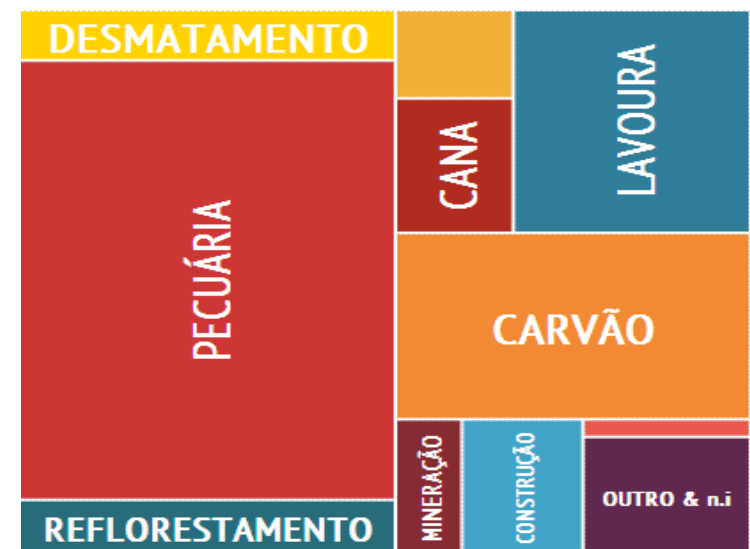 DESMATAMENTO
PECUÁRIA
REFLORESTAMENTO
CANA
LAVOURA
CARVÃO
MINERAÇÃO
CONSTRUÇÃO
OUTRO & n.i